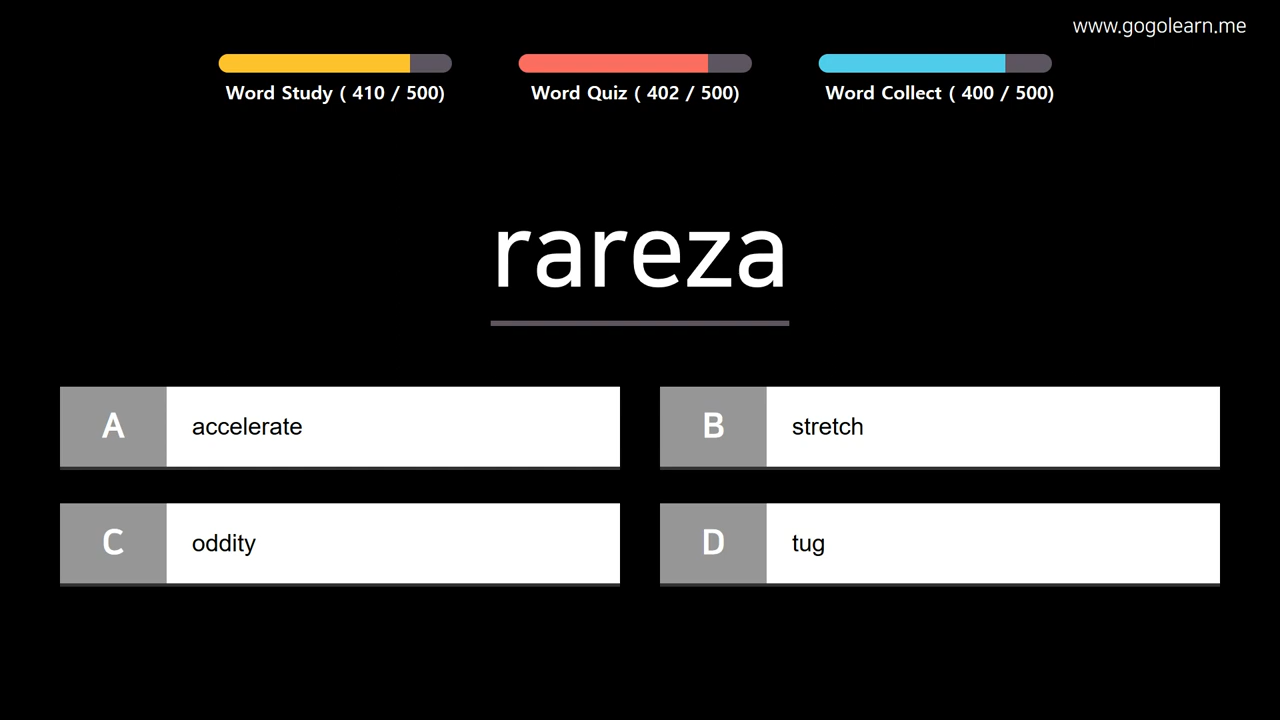 www.gogolearn.me
Word Study ( 410 / 500)
Word Quiz ( 402 / 500)
Word Collect ( 400 / 500)
rareza
A accelerate
B stretch
C oddity
D tug